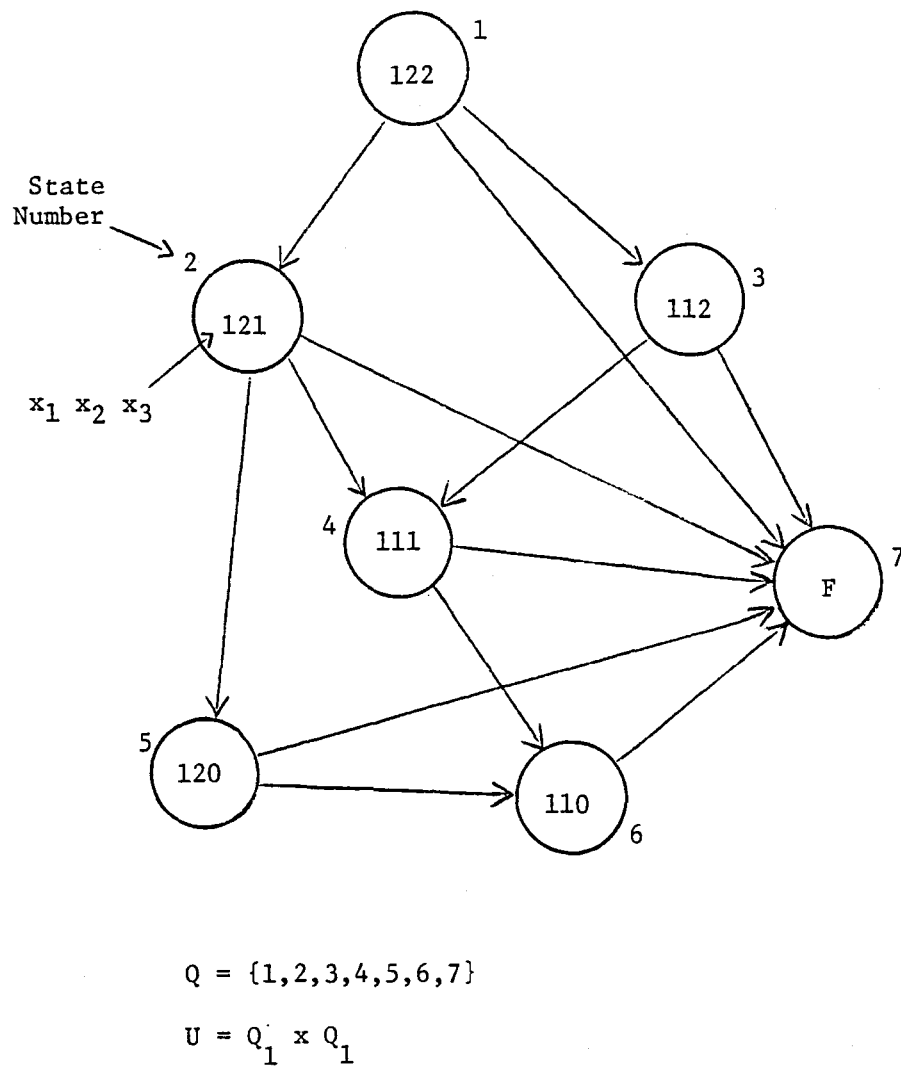 1
122
State
Number
2
3
121
112
x1 x2 x3
4
111
7
F
5
120
110
6
Q = {1,2,3,4,5,6,7}
U = Q1 x Q1